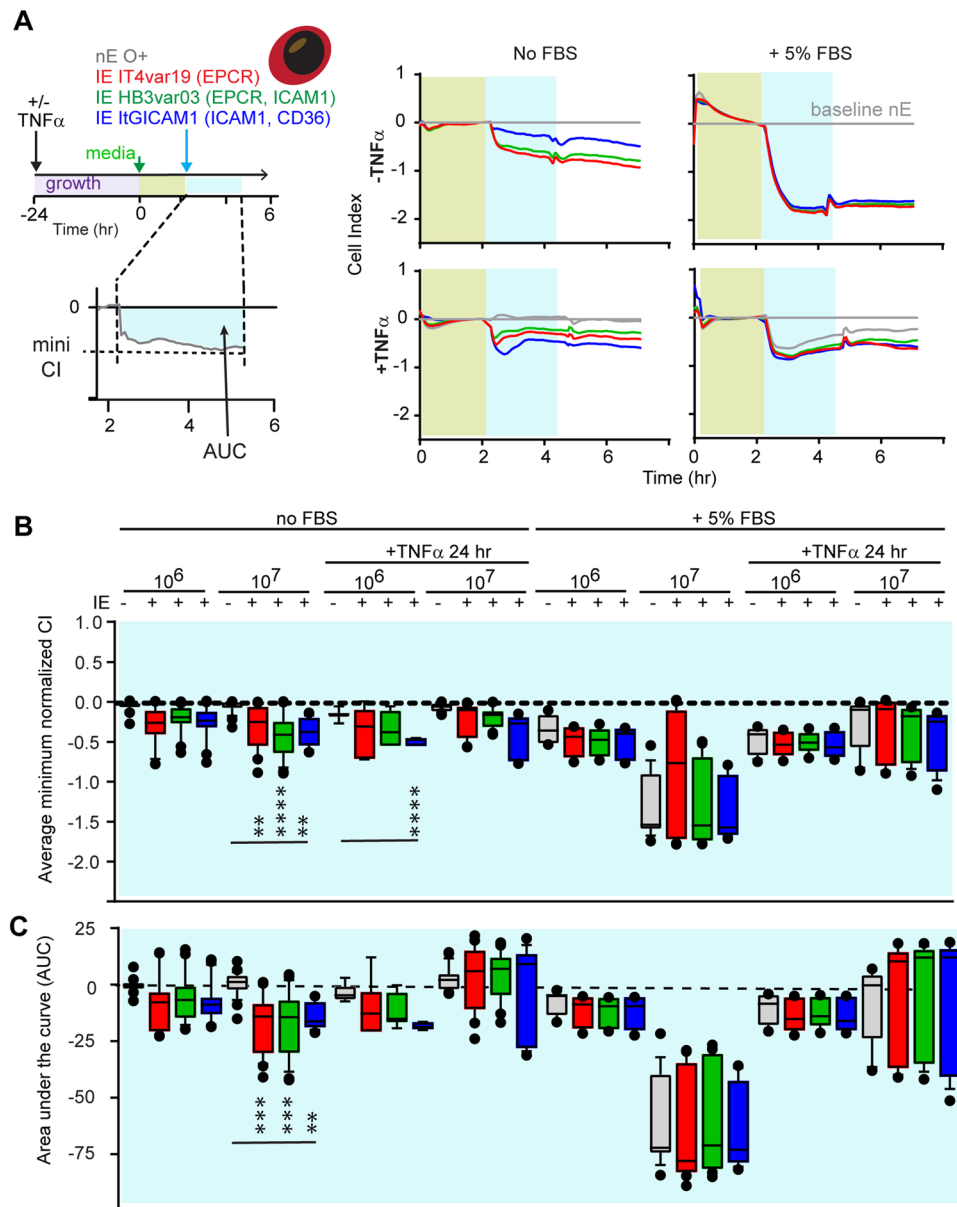 A
nE O+
IE IT4var19 (EPCR)
IE HB3var03 (EPCR, ICAM1)
IE ItGICAM1 (ICAM1, CD36)
+/-
TNFα
media
growth
-24 0 6
Time (hr)
0
mini
CI
2 4 6
AUC
No FBS + 5% FBS
1
0
-1
-2
-TNFα
baseline nE
Cell Index
1
0
-1
-2
+TNFα
0 2 4 6 0 2 4 6
Time (hr)
B
no FBS + 5% FBS
+TNFα 24 hr +TNFα 24 hr
10⁶ 10⁷ 10⁶ 10⁷ 10⁶ 10⁷ 10⁶ 10⁷
IE - + + + - + + + - + + + - + + + - + + + - + + + - + + + - + + +
Average minimum normalized CI
1.0
0.0
-0.5
-1.0
-1.5
-2.0
** **** ** ****
C
Area under the curve (AUC)
25
0
-25
-50
-75
*** *** **